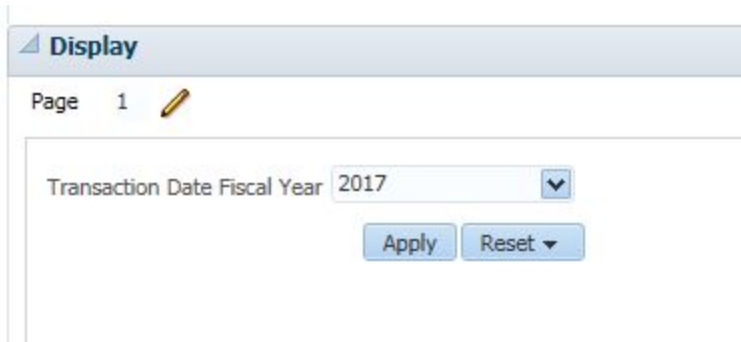 Display
Page 1
Transaction Date Fiscal Year 2017
Apply Reset